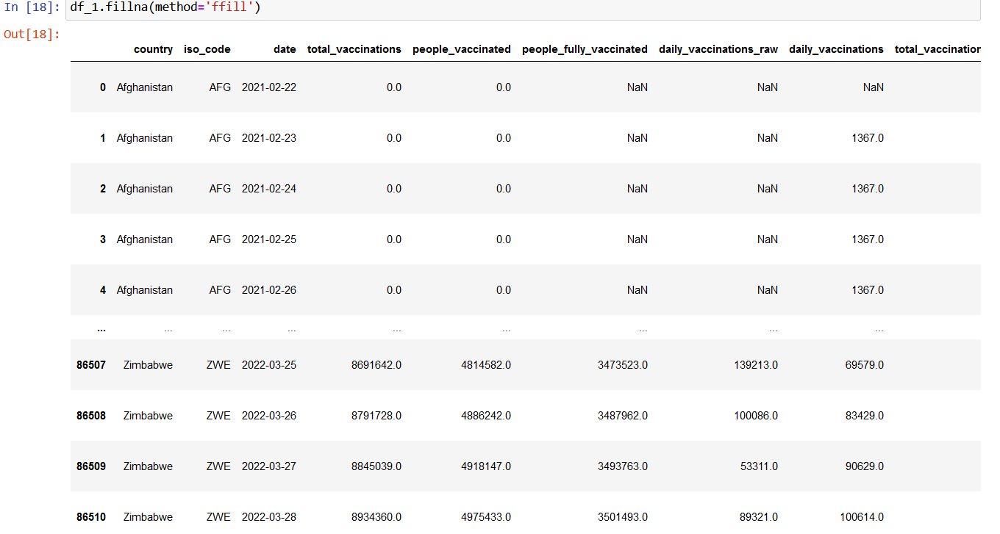 In [18]: df_1.fillna(method='ffill')
Out[18]:
country iso_code date total_vaccinations people_vaccinated people_fully_vaccinated daily_vaccinations_raw daily_vaccinations total_vaccination
0 Afghanistan AFG 2021-02-22 0.0 0.0 NaN NaN NaN
1 Afghanistan AFG 2021-02-23 0.0 0.0 NaN NaN 1367.0
2 Afghanistan AFG 2021-02-24 0.0 0.0 NaN NaN 1367.0
3 Afghanistan AFG 2021-02-25 0.0 0.0 NaN NaN 1367.0
4 Afghanistan AFG 2021-02-26 0.0 0.0 NaN NaN 1367.0
... ... ... ... ... ... ... ... ...
86507 Zimbabwe ZWE 2022-03-25 8691642.0 4814582.0 3473523.0 139213.0 69579.0
86508 Zimbabwe ZWE 2022-03-26 8791728.0 4886242.0 3487962.0 100086.0 83429.0
86509 Zimbabwe ZWE 2022-03-27 8845039.0 4918147.0 3493763.0 53311.0 90629.0
86510 Zimbabwe ZWE 2022-03-28 8934360.0 4975433.0 3501493.0 89321.0 100614.0